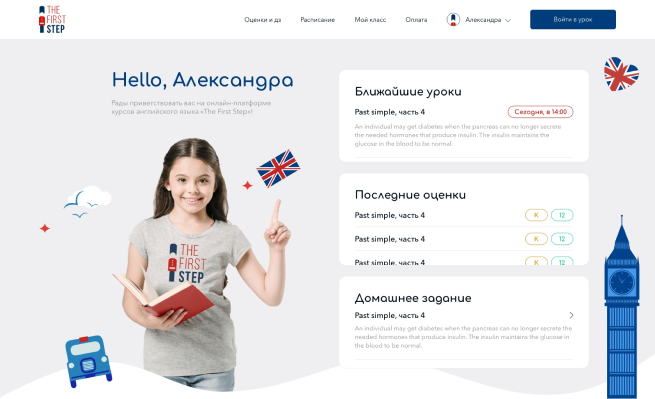 THE
FIRST
STEP
Оценки и дз
Расписание
Мой класс
Оплата
Александра
Войти в урок
Hello, Александра
Рады приветствовать вас на онлайн-платформе
курсов английского языка «The First Step»!
THE
FIRST
STEP
Ближайшие уроки
Past simple, часть 4
Сегодня, в 14:00
An individual may get diabetes when the pancreas can no longer secrete
the needed hormones that produce insulin. The insulin maintains the
glucose in the blood to be normal.
Последние оценки
Past simple, часть 4
К
12
Past simple, часть 4
К
12
Past simple, часть 4
К
12
Домашнее задание
Past simple, часть 4
An individual may get diabetes when the pancreas can no longer secrete the
needed hormones that produce insulin. The insulin maintains the glucose in
the blood to be normal.